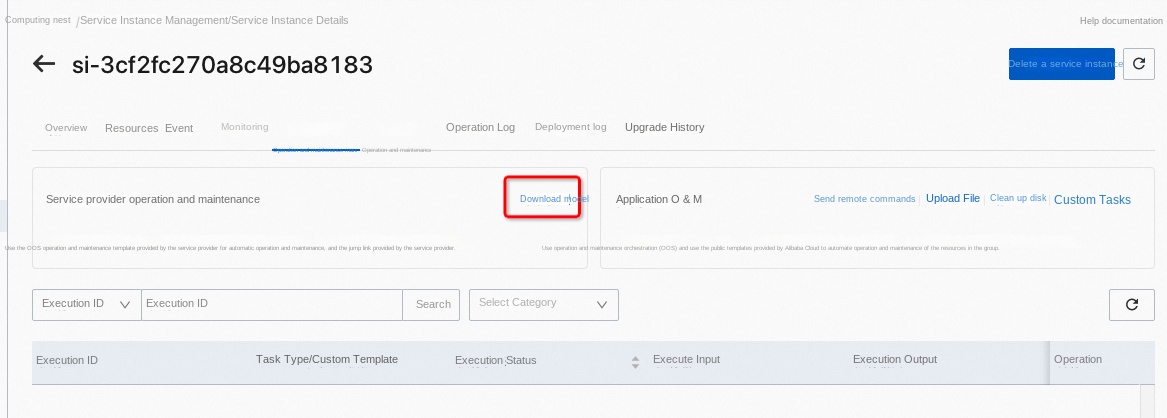 Computing nest /Service Instance Management/Service Instance Details
Help documentation
si-3cf2fc270a8c49ba8183
Delete a service instance
Overview Resources Event Monitoring Operation Log Deployment log Upgrade History
Operation and maintenance Operation and maintenance
Service provider operation and maintenance Download model
Application O & M Send remote commands Upload File Clean up disk Custom Tasks
Use the OOS operation and maintenance template provided by the service provider for automatic operation and maintenance, and the jump link provided by the service provider.
Use operation and maintenance orchestration (OOS) and use the public templates provided by Alibaba Cloud to automate operation and maintenance of the resources in the group.
Execution ID Execution ID Search Select Category
Execution ID Task Type/Custom Template Execution Status Execute Input Execution Output Operation